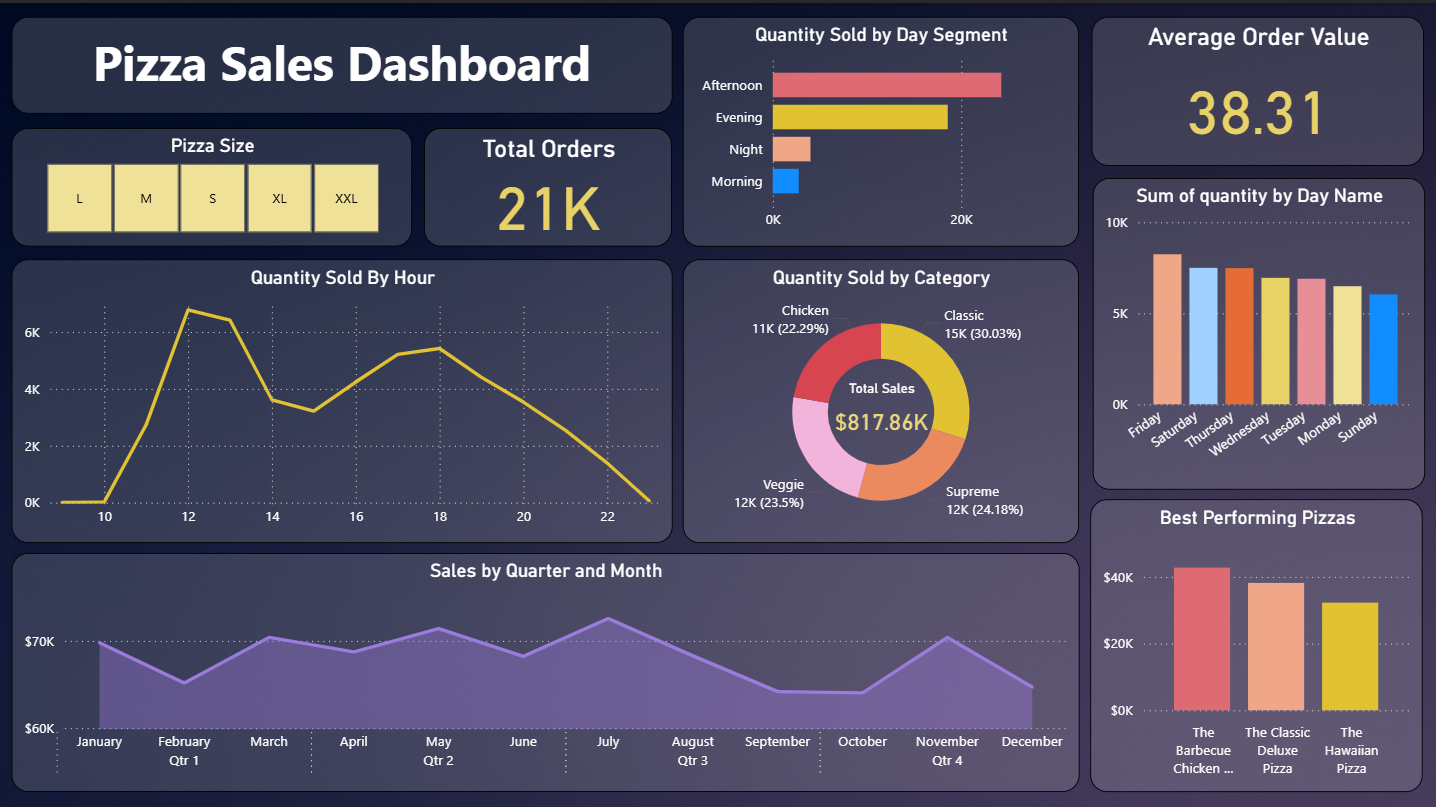 Pizza Sales Dashboard
Pizza Size
L M S XL XXL
Total Orders
21K
Quantity Sold by Day Segment
Afternoon
Evening
Night
Morning
0K 20K
Average Order Value
38.31
Sum of quantity by Day Name
10K
5K
0K
Friday Saturday Thursday Wednesday Tuesday Monday Sunday
Quantity Sold By Hour
6K
4K
2K
0K
10 12 14 16 18 20 22
Quantity Sold by Category
Chicken
11K (22.29%)
Classic
15K (30.03%)
Total Sales
$817.86K
Veggie
12K (23.5%)
Supreme
12K (24.18%)
Sales by Quarter and Month
$70K
$60K
January February March April May June July August September October November December
Qtr 1 Qtr 2 Qtr 3 Qtr 4
Best Performing Pizzas
$40K
$20K
$0K
The Barbecue Chicken ...
The Classic Deluxe Pizza
The Hawaiian Pizza